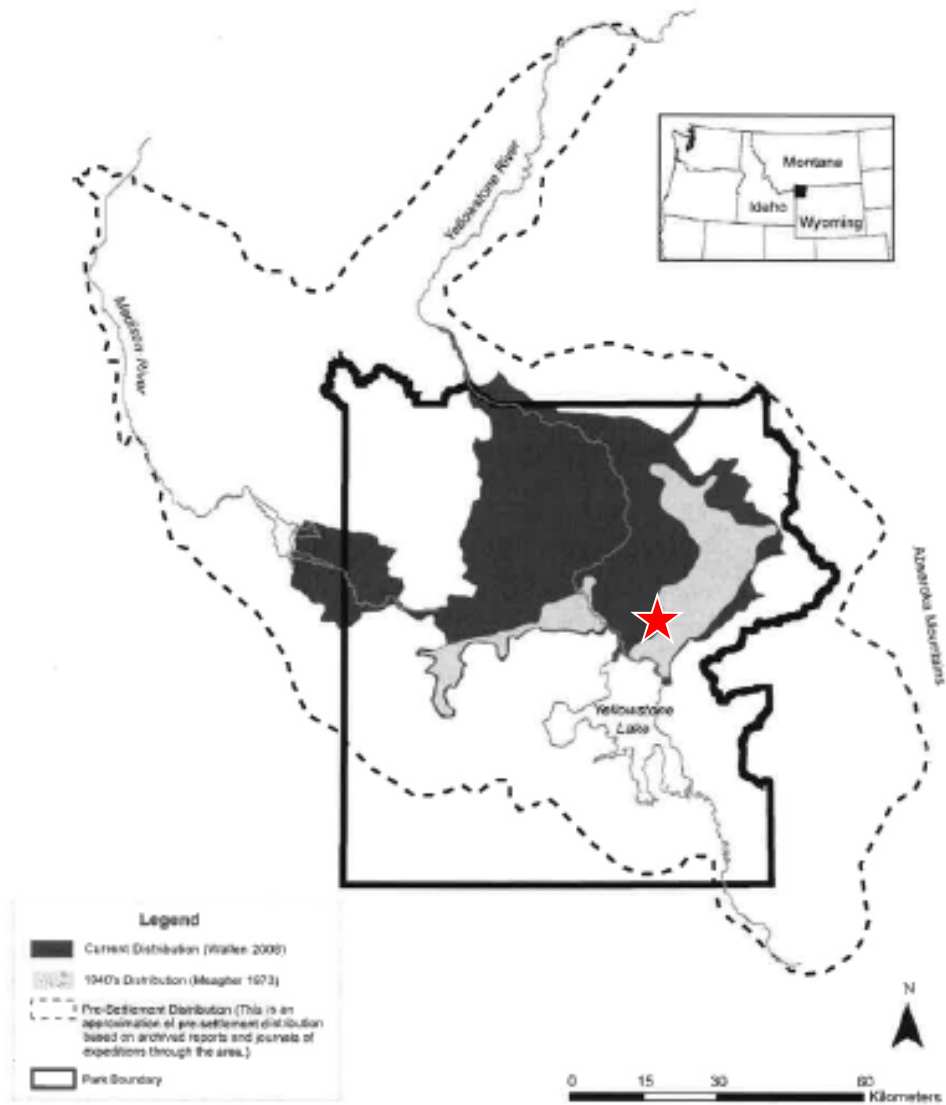 Yellowstone River
Montana
Idaho
Wyoming
Madison River
Absaroka Mountains
Yellowstone
Lake
Legend
Current Distribution (Wallen 2008)
1940's Distribution (Meagher 1973)
Pre-Settlement Distribution (This is an
approximation of pre-settlement distribution
based on archived reports and journals of
expeditions through the area.)
Park Boundary
N
0 15 30 60
Kilometers